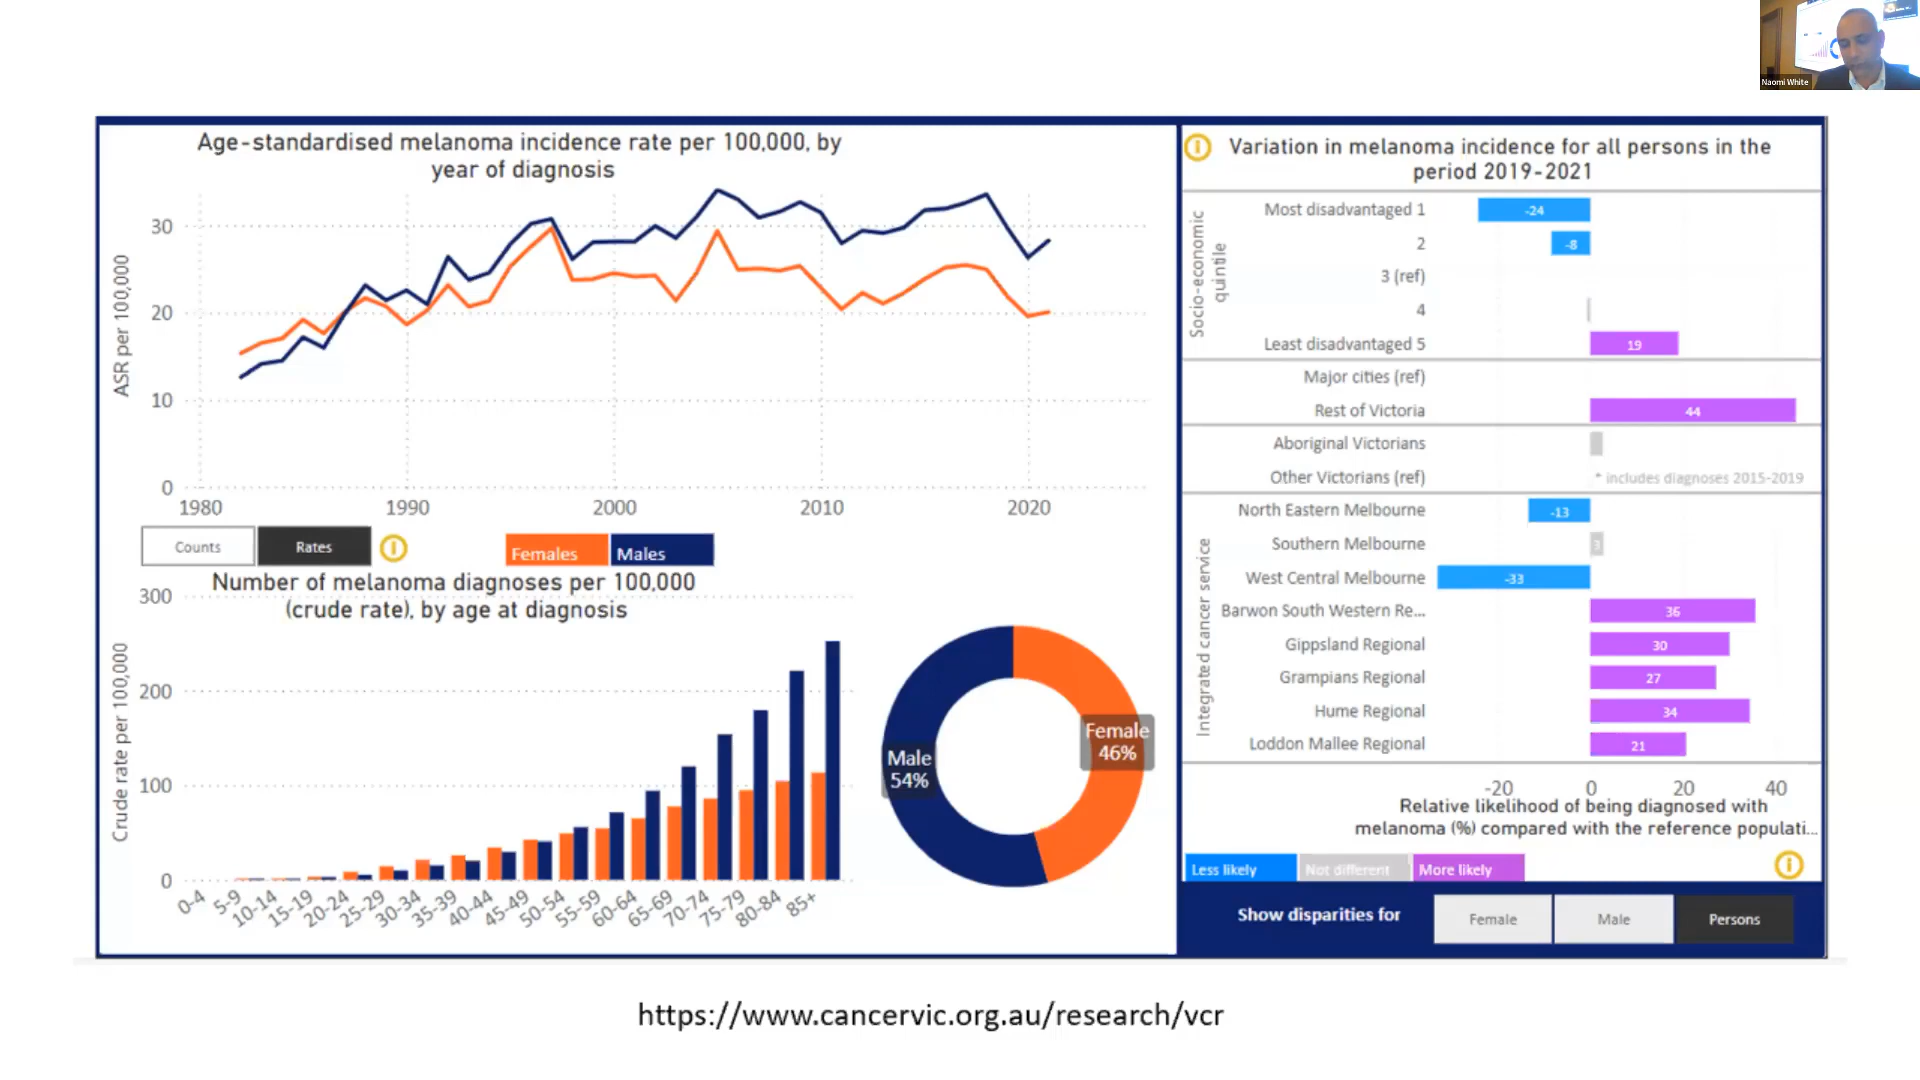 Naomi White
Age-standardised melanoma incidence rate per 100,000, by
year of diagnosis
ASR per 100,000
30
20
10
0
1980
1990
2000
2010
2020
Counts
Rates
Females
Males
Number of melanoma diagnoses per 100,000
(crude rate), by age at diagnosis
Crude rate per 100,000
300
200
100
0
0-4
5-9
10-14
15-19
20-24
25-29
30-34
35-39
40-44
45-49
50-54
55-59
60-64
65-69
70-74
75-79
80-84
85+
Male
54%
Female
46%
Variation in melanoma incidence for all persons in the
period 2019-2021
Socio-economic
quintile
Most disadvantaged 1
-24
2
-8
3 (ref)
4
Least disadvantaged 5
19
Major cities (ref)
Rest of Victoria
44
Aboriginal Victorians
Other Victorians (ref)
* includes diagnoses 2015-2019
Integrated cancer service
North Eastern Melbourne
-13
Southern Melbourne
3
West Central Melbourne
-33
Barwon South Western Re...
36
Gippsland Regional
30
Grampians Regional
27
Hume Regional
34
Loddon Mallee Regional
21
-20
0
20
40
Relative likelihood of being diagnosed with
melanoma (%) compared with the reference populati...
Less likely
Not different
More likely
Show disparities for
Female
Male
Persons
https://www.cancervic.org.au/research/vcr